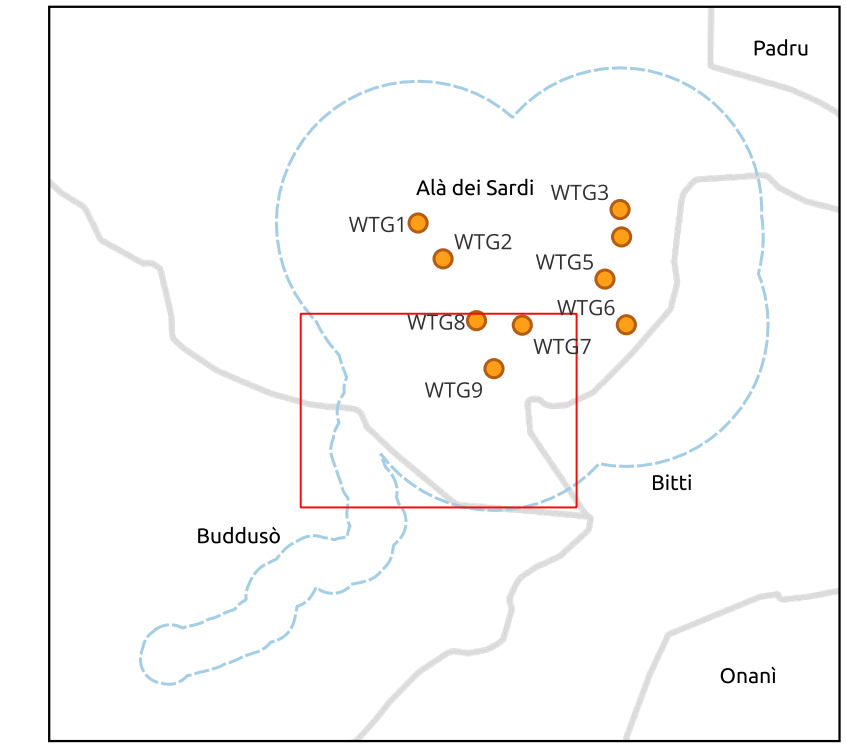 Padru
Alà dei Sardi
WTG3
WTG1
WTG2
WTG5
WTG6
WTG8
WTG7
WTG9
Bitti
Buddusò
Onanì